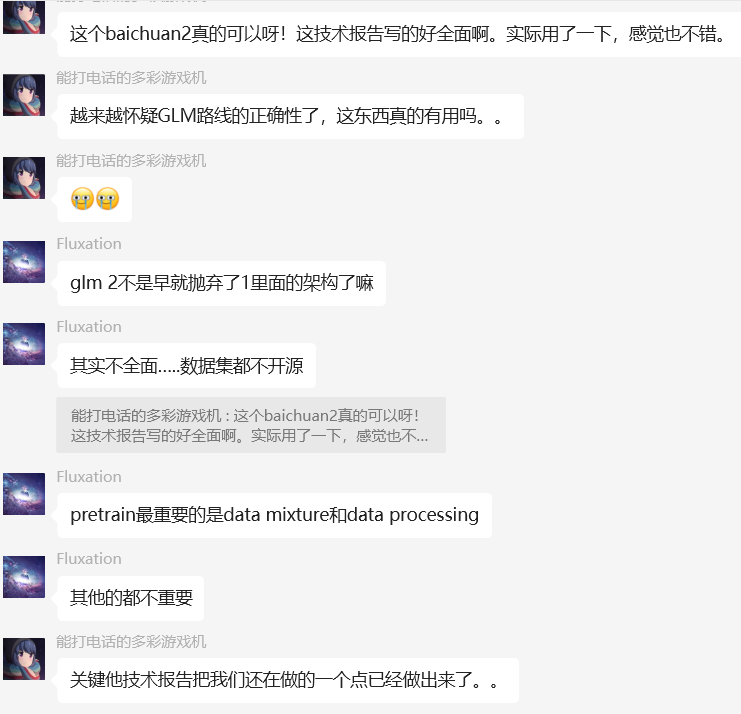 这个baichuan2真的可以呀！这技术报告写的好全面啊。实际用了一下，感觉也不错。
能打电话的多彩游戏机
越来越怀疑GLM路线的正确性了，这东西真的有用吗。。
能打电话的多彩游戏机
😭😭
Fluxation
glm 2不是早就抛弃了1里面的架构了嘛
Fluxation
其实不全面…..数据集都不开源
能打电话的多彩游戏机 : 这个baichuan2真的可以呀！
这技术报告写的好全面啊。实际用了一下，感觉也不...
Fluxation
pretrain最重要的是data mixture和data processing
Fluxation
其他的都不重要
能打电话的多彩游戏机
关键他技术报告把我们还在做的一个点已经做出来了。。